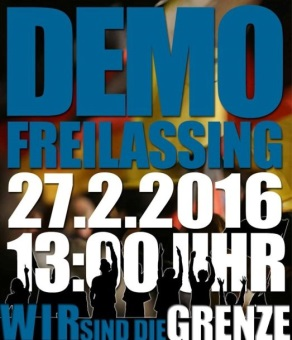 DEMO
FREILASSING
27.2.2016
13:00 UHR
WIR SIND DIE GRENZE